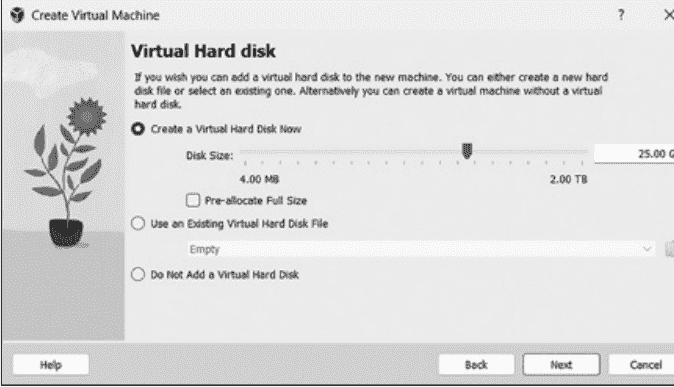 Create Virtual Machine ?
Virtual Hard disk
If you wish you can add a virtual hard disk to the new machine. You can either create a new hard
disk file or select an existing one. Alternatively you can create a virtual machine without a virtual
hard disk.
Create a Virtual Hard Disk Now
Disk Size: 25.00 G
4.00 MB 2.00 TB
Pre-allocate Full Size
Use an Existing Virtual Hard Disk File
Empty
Do Not Add a Virtual Hard Disk
Help Back Next Cancel